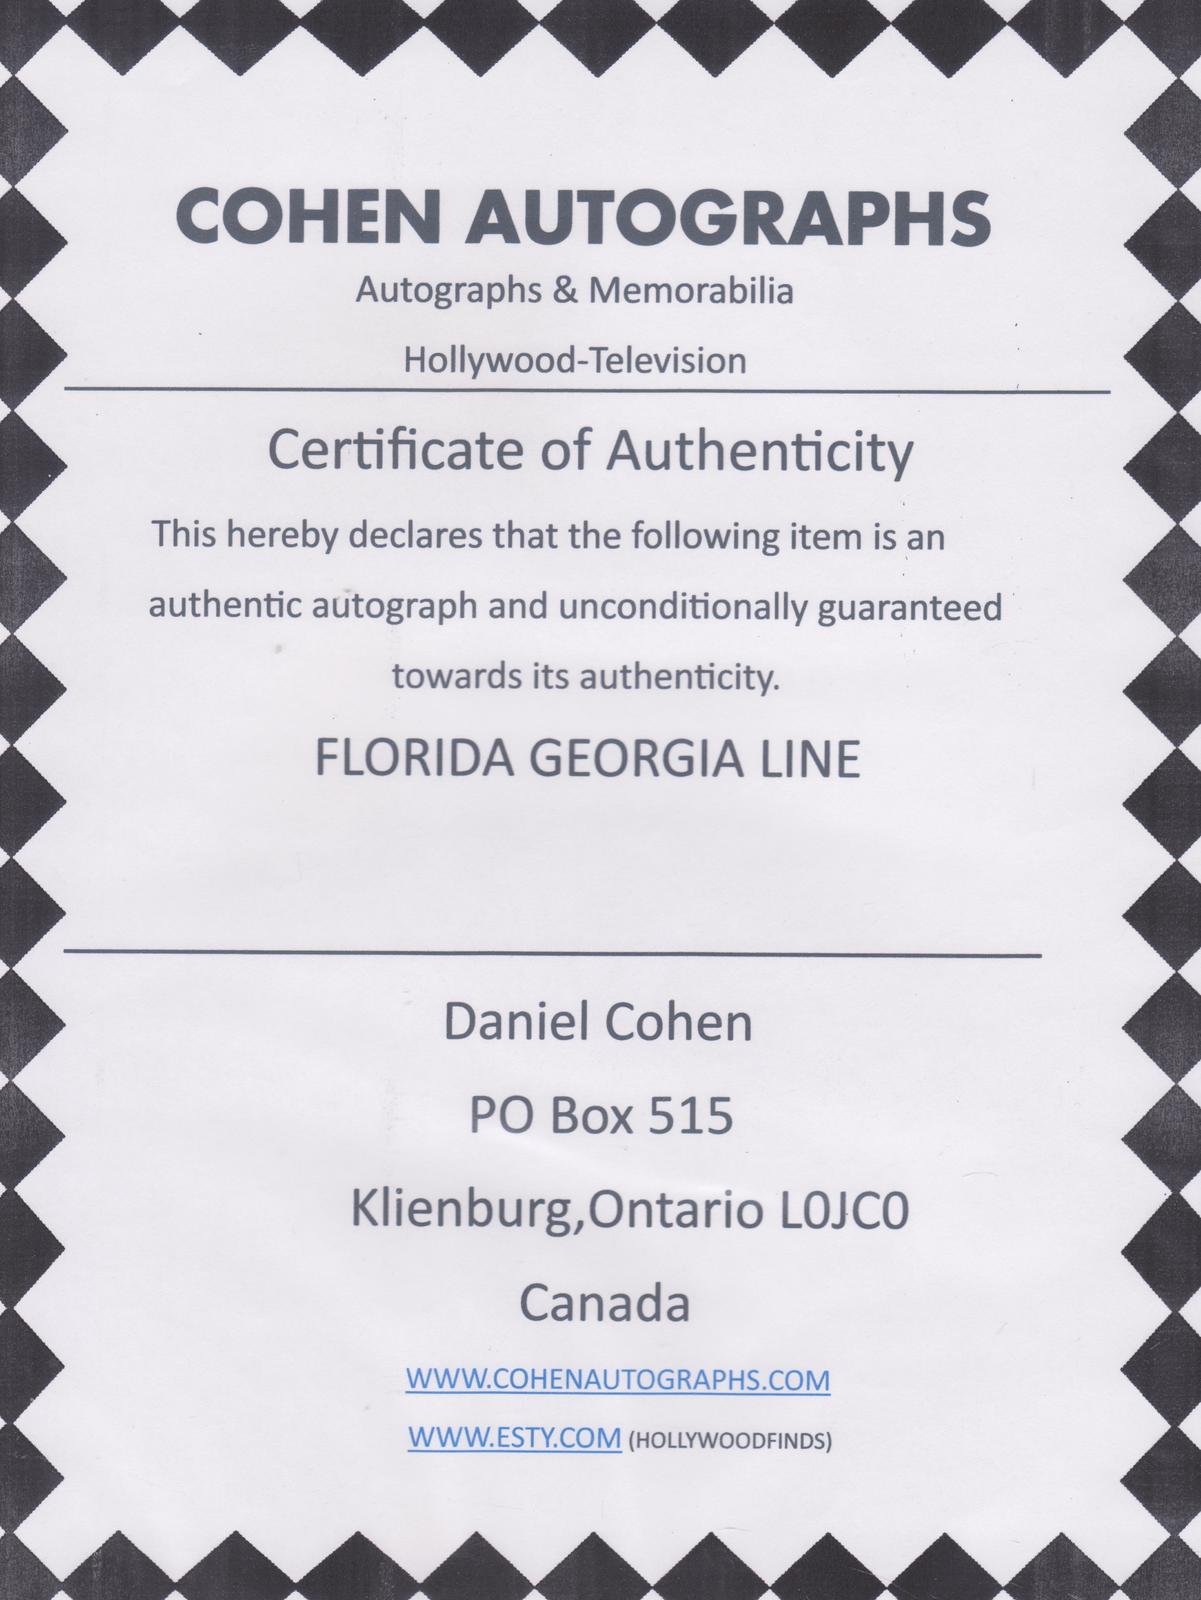 COHEN AUTOGRAPHS
Autographs & Memorabilia
Hollywood-Television
Certificate of Authenticity
This hereby declares that the following item is an
authentic autograph and unconditionally guaranteed
towards its authenticity.
FLORIDA GEORGIA LINE
Daniel Cohen
PO Box 515
Klienburg,Ontario L0JC0
Canada
WWW.COHENAUTOGRAPHS.COM
WWW.ESTY.COM (HOLLYWOODFINDS)